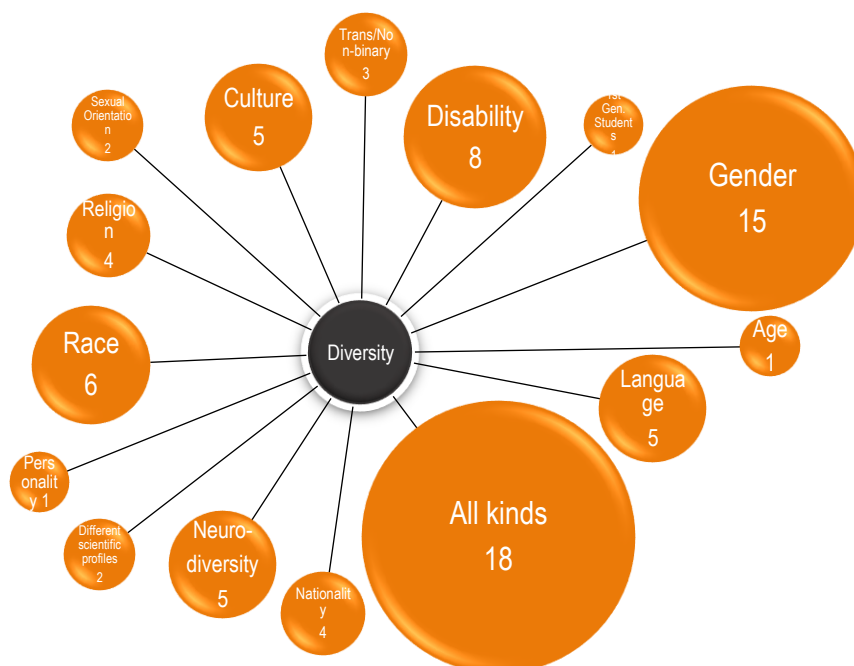 Trans/No
n-binary
3
Sexual
Orientatio
n
2
Culture
5
Disability
8
1st
Gen.
Student
s
1
Gender
15
Religio
n
4
Race
6
Diversity
Age
1
Langua
ge
5
Pers
onalit
y 1
Different
scientific
profiles
2
Neuro-
diversity
5
Nationalit
y
4
All kinds
18